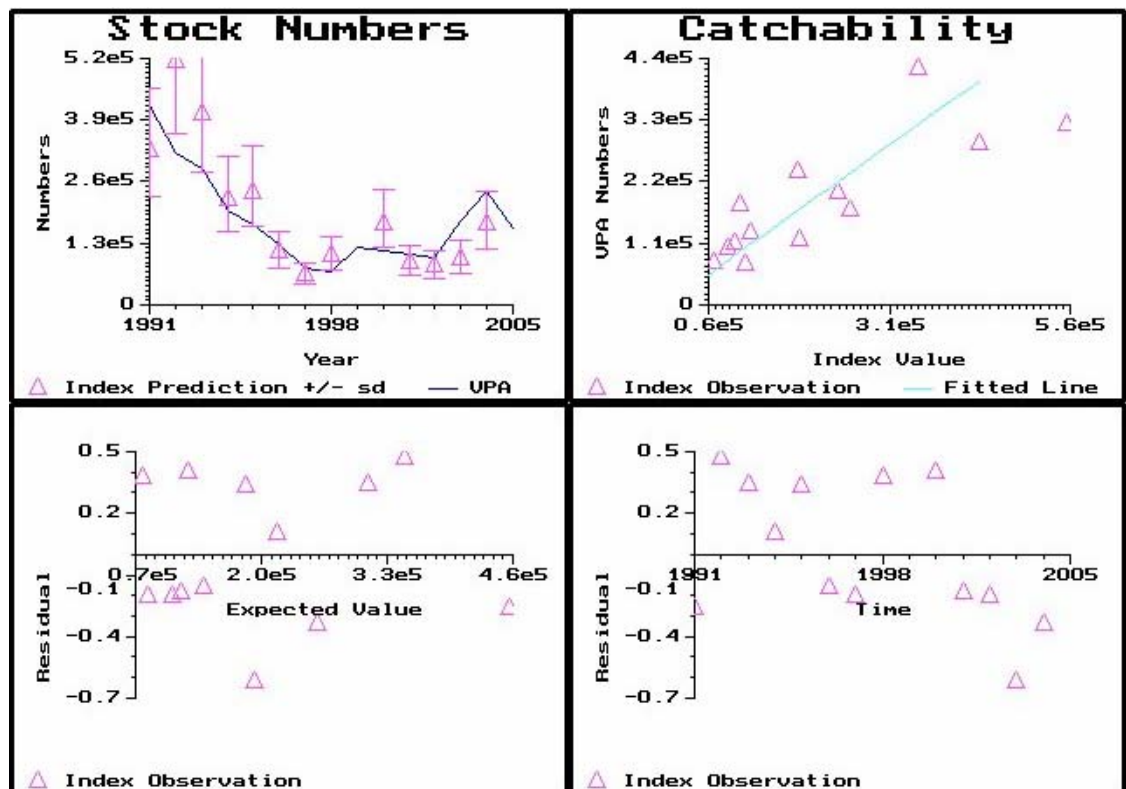 Stock Numbers
5.2e5
3.9e5
2.6e5
1.3e5
0
Numbers
1991 1998 2005
Year
Index Prediction +/- sd VPA
Catchability
4.4e5
3.3e5
2.2e5
1.1e5
0
VPA Numbers
0.6e5 3.1e5 5.6e5
Index Value
Index Observation Fitted Line
0.5
0.2
-0.1
-0.4
-0.7
Residual
0.7e5 2.0e5 3.3e5 4.6e5
Expected Value
Index Observation
0.5
0.2
-0.1
-0.4
-0.7
Residual
1991 1998 2005
Time
Index Observation